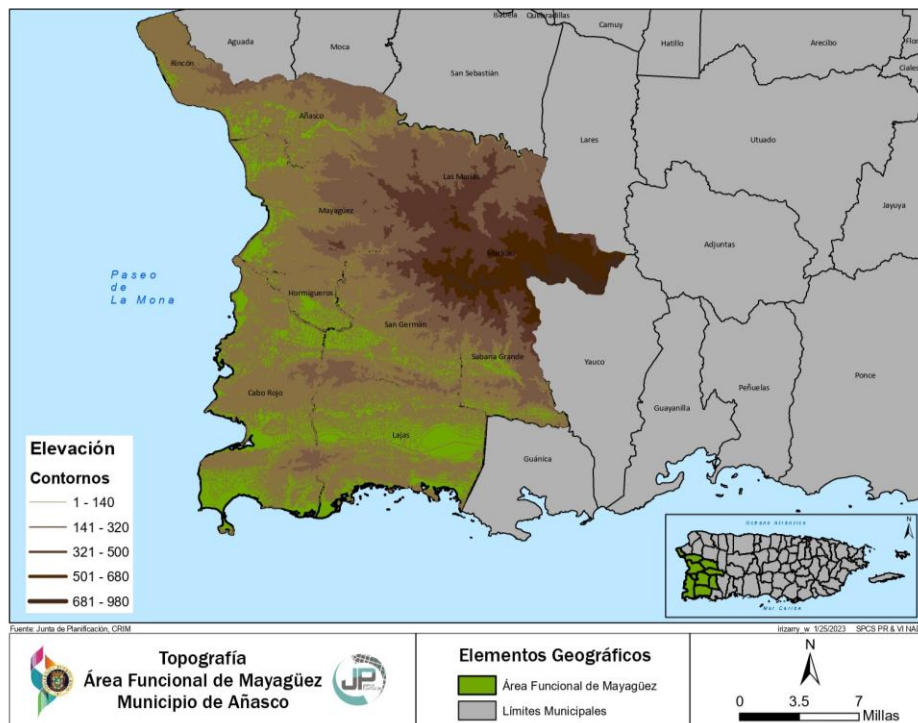 Isabela
Quebradillas
Camuy
Aguada
Moca
Hatillo
Arecibo
Ciales
Rincón
San Sebastián
Añasco
Lares
Utuado
Las Marías
Jayuya
Mayagüez
Adjuntas
Maricao
Paseo
de
La Mona
Hormigueros
San Germán
Sabana Grande
Yauco
Peñuelas
Ponce
Cabo Rojo
Guayanilla
Lajas
Guánica
Elevación
Contornos
1 - 140
141 - 320
321 - 500
501 - 680
681 - 980
Océano Atlántico
N
Mar Caribe
Fuente: Junta de Planificación, CRIM
irizarry_w 1/25/2023 SPCS PR & VI NAD
Topografía
Área Funcional de Mayagüez
Municipio de Añasco
JP
Elementos Geográficos
Área Funcional de Mayagüez
Límites Municipales
N
0 3.5 7
Millas